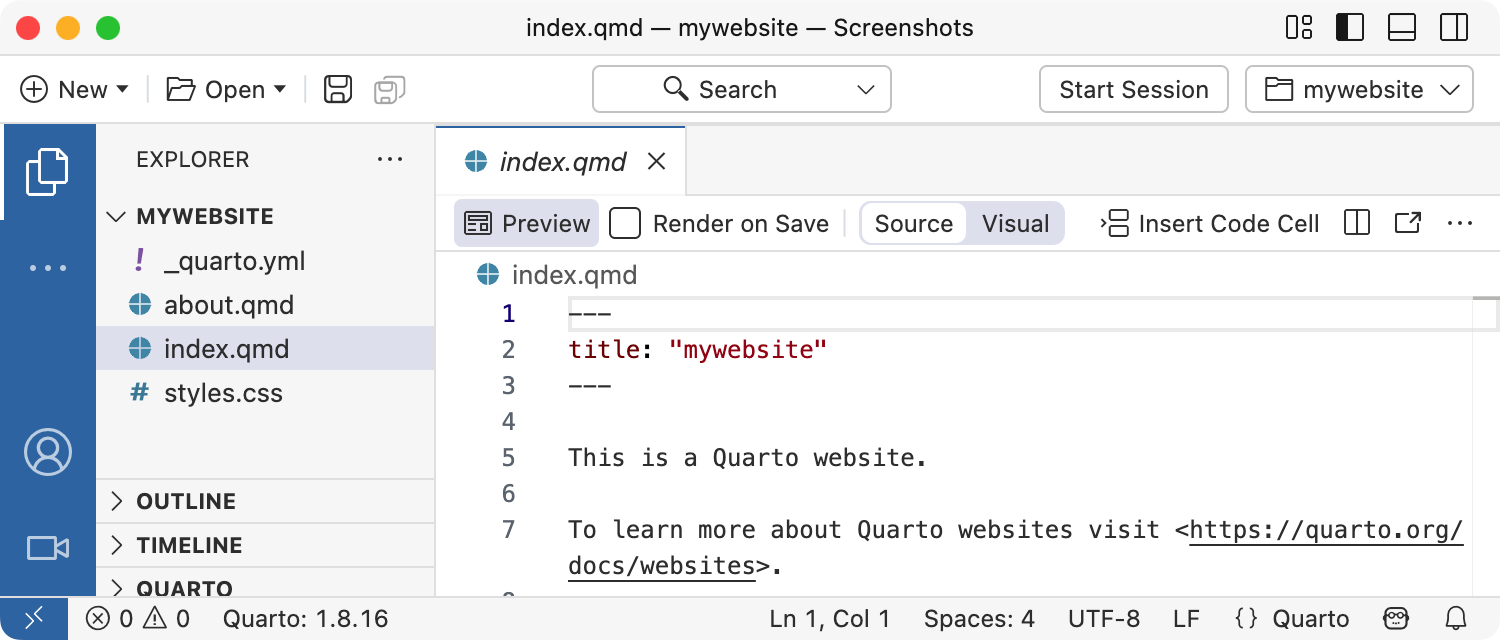 index.qmd — mywebsite — Screenshots
New Open Search Start Session mywebsite
EXPLORER
MYWEBSITE
_quarto.yml
about.qmd
index.qmd
styles.css
OUTLINE
TIMELINE
QUARTO
index.qmd
Preview Render on Save Source Visual Insert Code Cell
index.qmd
1 ---
2 title: "mywebsite"
3 ---
4
5 This is a Quarto website.
6
7 To learn more about Quarto websites visit <https://quarto.org/
docs/websites>.
0 0 Quarto: 1.8.16 Ln 1, Col 1 Spaces: 4 UTF-8 LF {} Quarto